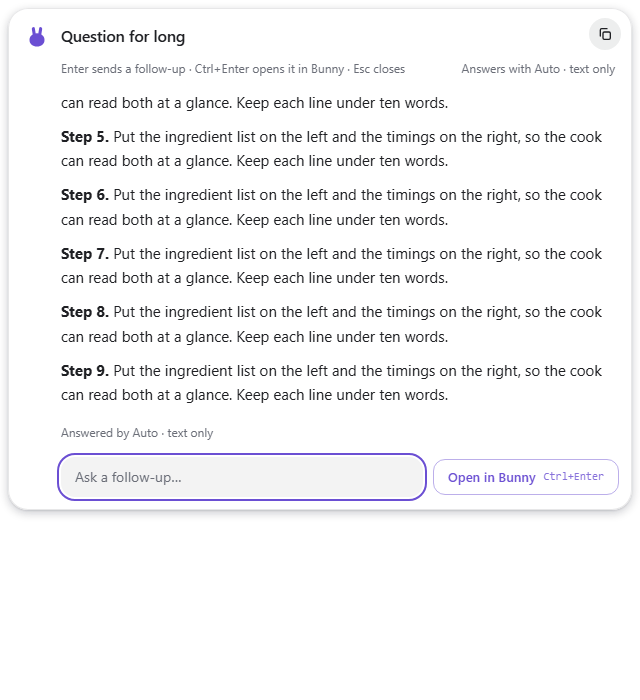 Question for long
Enter sends a follow-up · Ctrl+Enter opens it in Bunny · Esc closes
Answers with Auto · text only
can read both at a glance. Keep each line under ten words.
Step 5. Put the ingredient list on the left and the timings on the right, so the cook
can read both at a glance. Keep each line under ten words.
Step 6. Put the ingredient list on the left and the timings on the right, so the cook
can read both at a glance. Keep each line under ten words.
Step 7. Put the ingredient list on the left and the timings on the right, so the cook
can read both at a glance. Keep each line under ten words.
Step 8. Put the ingredient list on the left and the timings on the right, so the cook
can read both at a glance. Keep each line under ten words.
Step 9. Put the ingredient list on the left and the timings on the right, so the cook
can read both at a glance. Keep each line under ten words.
Answered by Auto · text only
Ask a follow-up...
Open in Bunny Ctrl+Enter